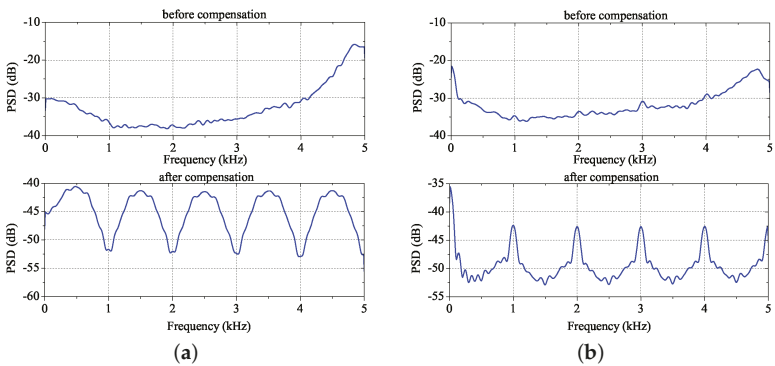 before compensation
-10
-20
-30
-40
PSD (dB)
0 1 2 3 4 5
Frequency (kHz)
after compensation
-40
-45
-50
-55
-60
PSD (dB)
0 1 2 3 4 5
Frequency (kHz)
(a)
before compensation
-10
-20
-30
-40
PSD (dB)
0 1 2 3 4 5
Frequency (kHz)
after compensation
-35
-45
-55
PSD (dB)
0 1 2 3 4 5
Frequency (kHz)
(b)